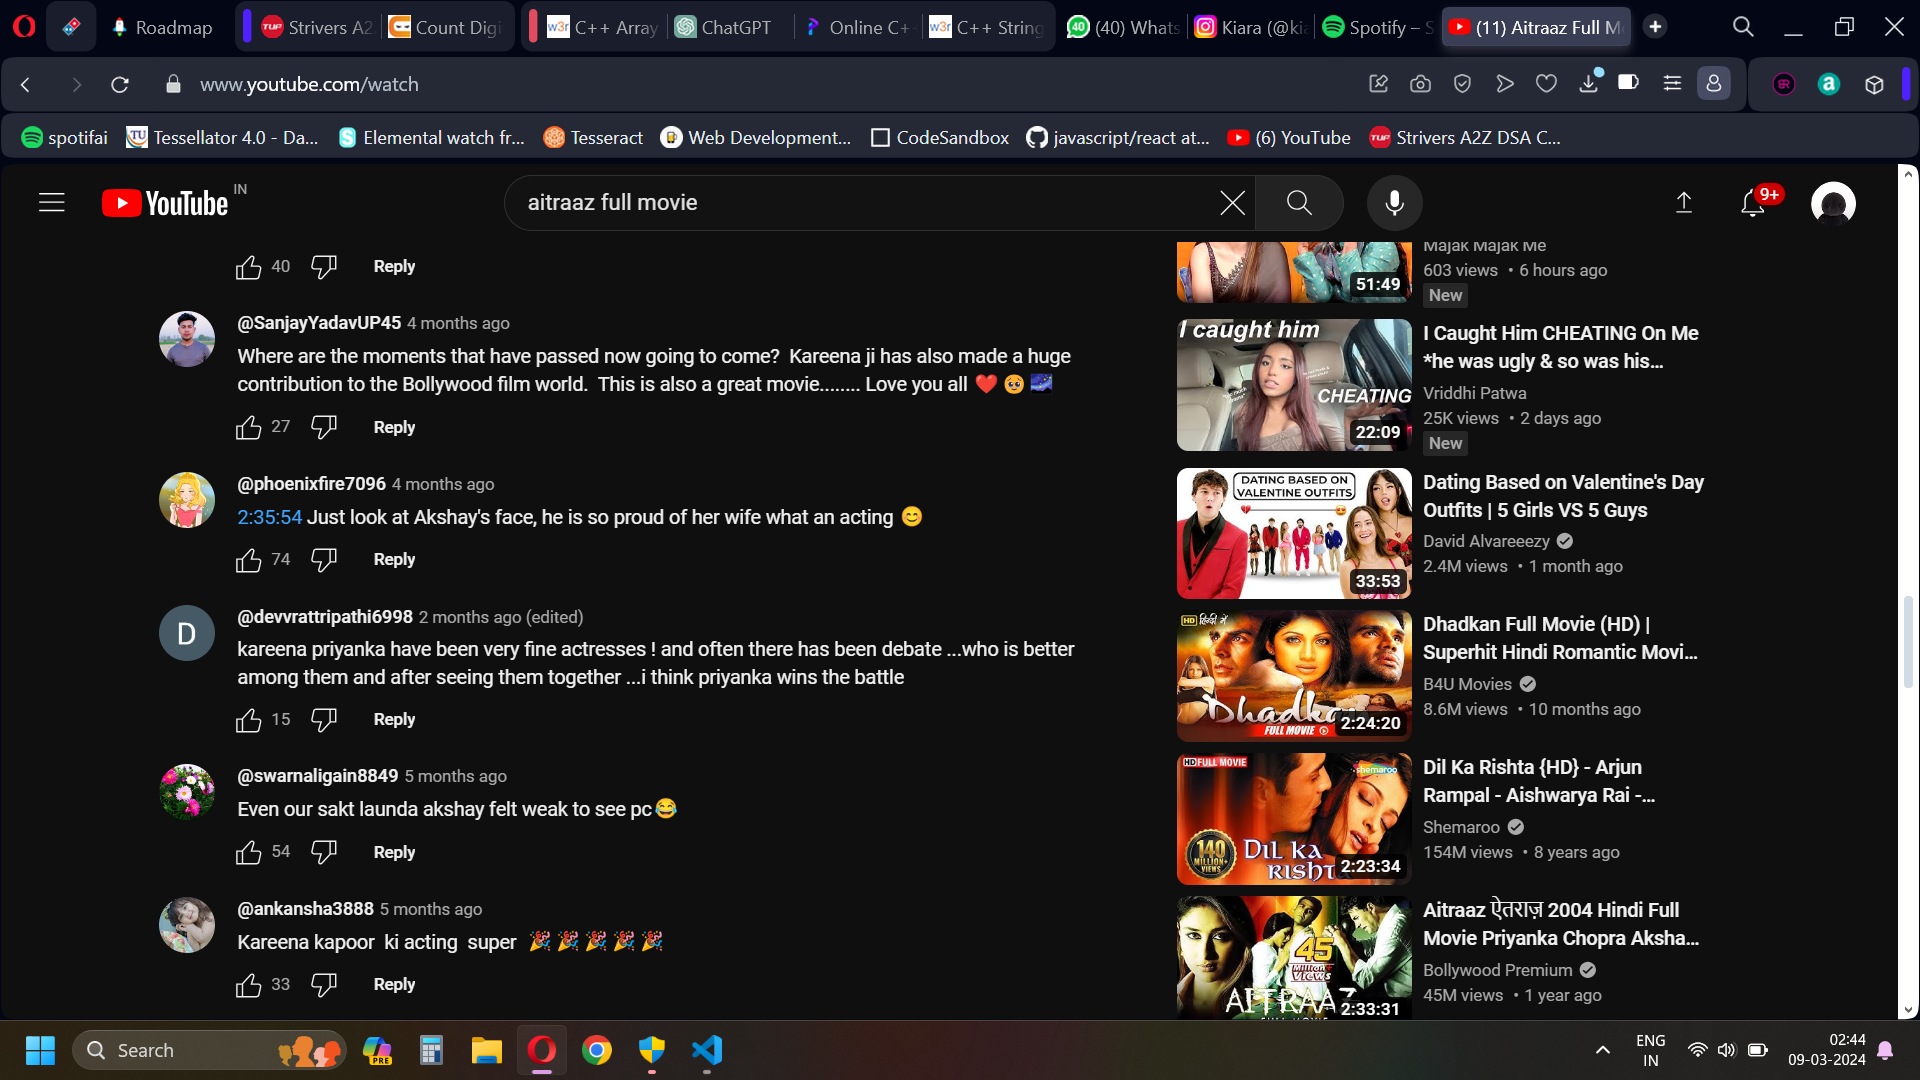 Roadmap
Strivers A2
Count Digi
C++ Array
ChatGPT
Online C+
C++ String
(40) Whats
Kiara (@kia
Spotify – S
(11) Aitraaz Full M
www.youtube.com/watch
spotifai
Tessellator 4.0 - Da...
Elemental watch fr...
Tesseract
Web Development...
CodeSandbox
javascript/react at...
(6) YouTube
Strivers A2Z DSA C...
YouTube IN
aitraaz full movie
9+
40 Reply
@SanjayYadavUP45 4 months ago
Where are the moments that have passed now going to come? Kareena ji has also made a huge
contribution to the Bollywood film world. This is also a great movie........ Love you all ❤️ 🥹 🌌
27 Reply
@phoenixfire7096 4 months ago
2:35:54 Just look at Akshay's face, he is so proud of her wife what an acting 😊
74 Reply
D
@devvrattripathi6998 2 months ago (edited)
kareena priyanka have been very fine actresses ! and often there has been debate ...who is better
among them and after seeing them together ...i think priyanka wins the battle
15 Reply
@swarnaligain8849 5 months ago
Even our sakt launda akshay felt weak to see pc😂
54 Reply
@ankansha3888 5 months ago
Kareena kapoor ki acting super 🎉 🎉 🎉 🎉 🎉
33 Reply
51:49
Majak Majak Me
603 views • 6 hours ago
New
I caught him
CHEATING
22:09
I Caught Him CHEATING On Me
*he was ugly & so was his...
Vriddhi Patwa
25K views • 2 days ago
New
DATING BASED ON
VALENTINE OUTFITS
33:53
Dating Based on Valentine's Day
Outfits | 5 Girls VS 5 Guys
David Alvareeezy
2.4M views • 1 month ago
HD हिन्दी में
Dhadka
FULL MOVIE
2:24:20
Dhadkan Full Movie (HD) |
Superhit Hindi Romantic Movi...
B4U Movies
8.6M views • 10 months ago
HD FULL MOVIE
shemaroo
140
MILLION+
VIEWS
DIL KA
RISHT
2:23:34
Dil Ka Rishta {HD} - Arjun
Rampal - Aishwarya Rai -...
Shemaroo
154M views • 8 years ago
45
Million+
Views
AITRAAZ
2:33:31
Aitraaz ऐतराज़ 2004 Hindi Full
Movie Priyanka Chopra Aksha...
Bollywood Premium
45M views • 1 year ago
Search
PRE
ENG
IN
02:44
09-03-2024